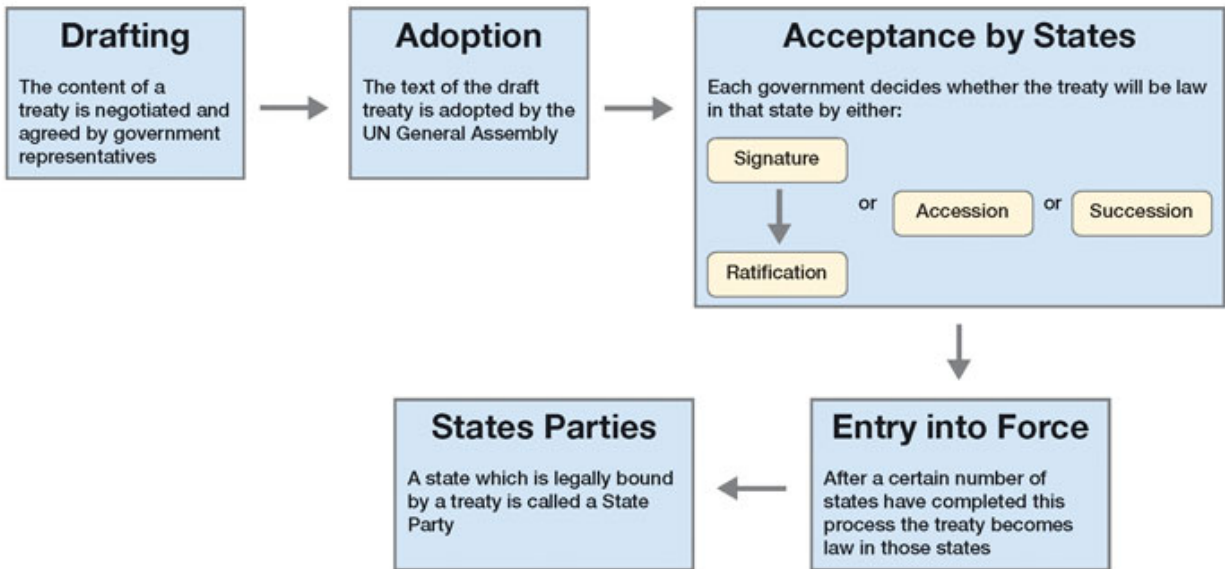 Drafting
The content of a
treaty is negotiated and
agreed by government
representatives
Adoption
The text of the draft
treaty is adopted by the
UN General Assembly
Acceptance by States
Each government decides whether the treaty will be law
in that state by either:
Signature
or
Accession
or
Succession
Ratification
Entry into Force
After a certain number of
states have completed this
process the treaty becomes
law in those states
States Parties
A state which is legally bound
by a treaty is called a State
Party